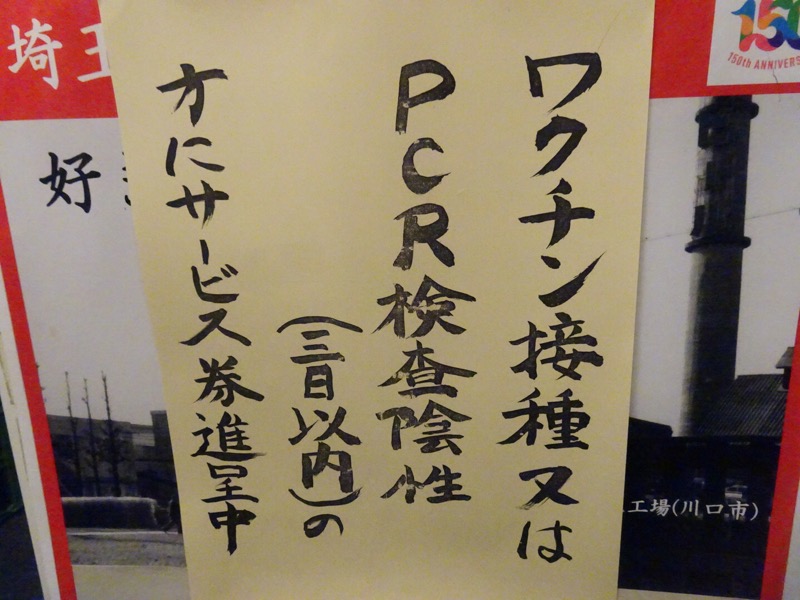 ワクチン接種又は
PCR検査陰性
(三日以内)の
方にサービス券進呈中
埼玉
好
150
150th ANNIVERS
工場(川口市)